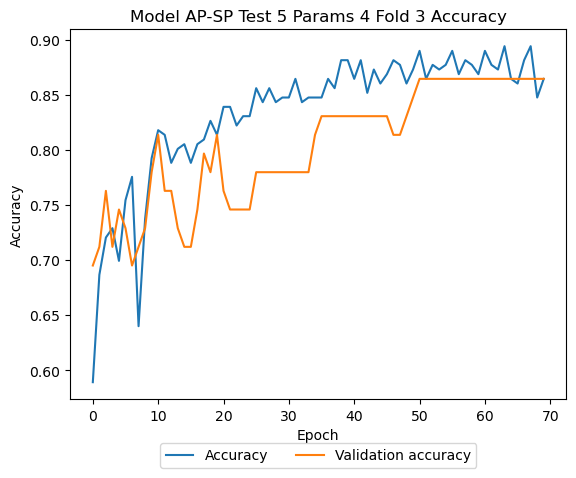 Model AP-SP Test 5 Params 4 Fold 3 Accuracy
0.90
0.85
0.80
0.75
0.70
0.65
0.60
Accuracy
0 10 20 30 40 50 60 70
Epoch
Accuracy Validation accuracy